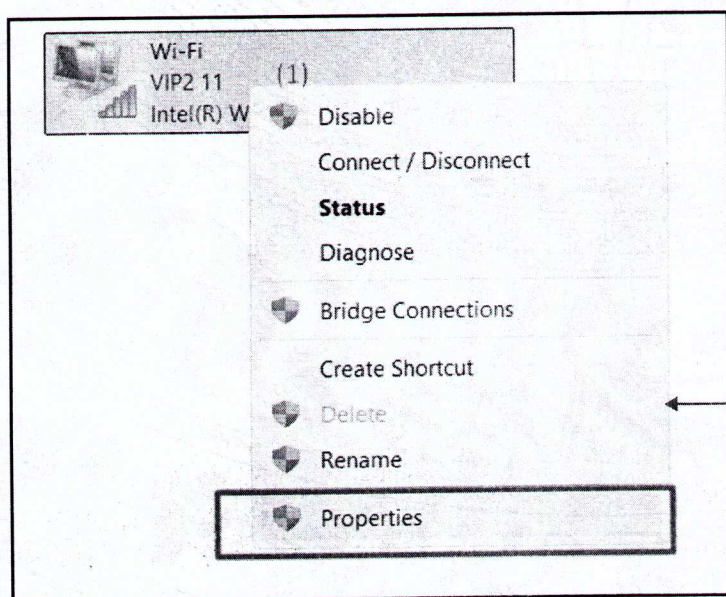 Wi-Fi
VIP2 11
(1)
Intel(R) W
Disable
Connect / Disconnect
Status
Diagnose
Bridge Connections
Create Shortcut
Delete
Rename
Properties